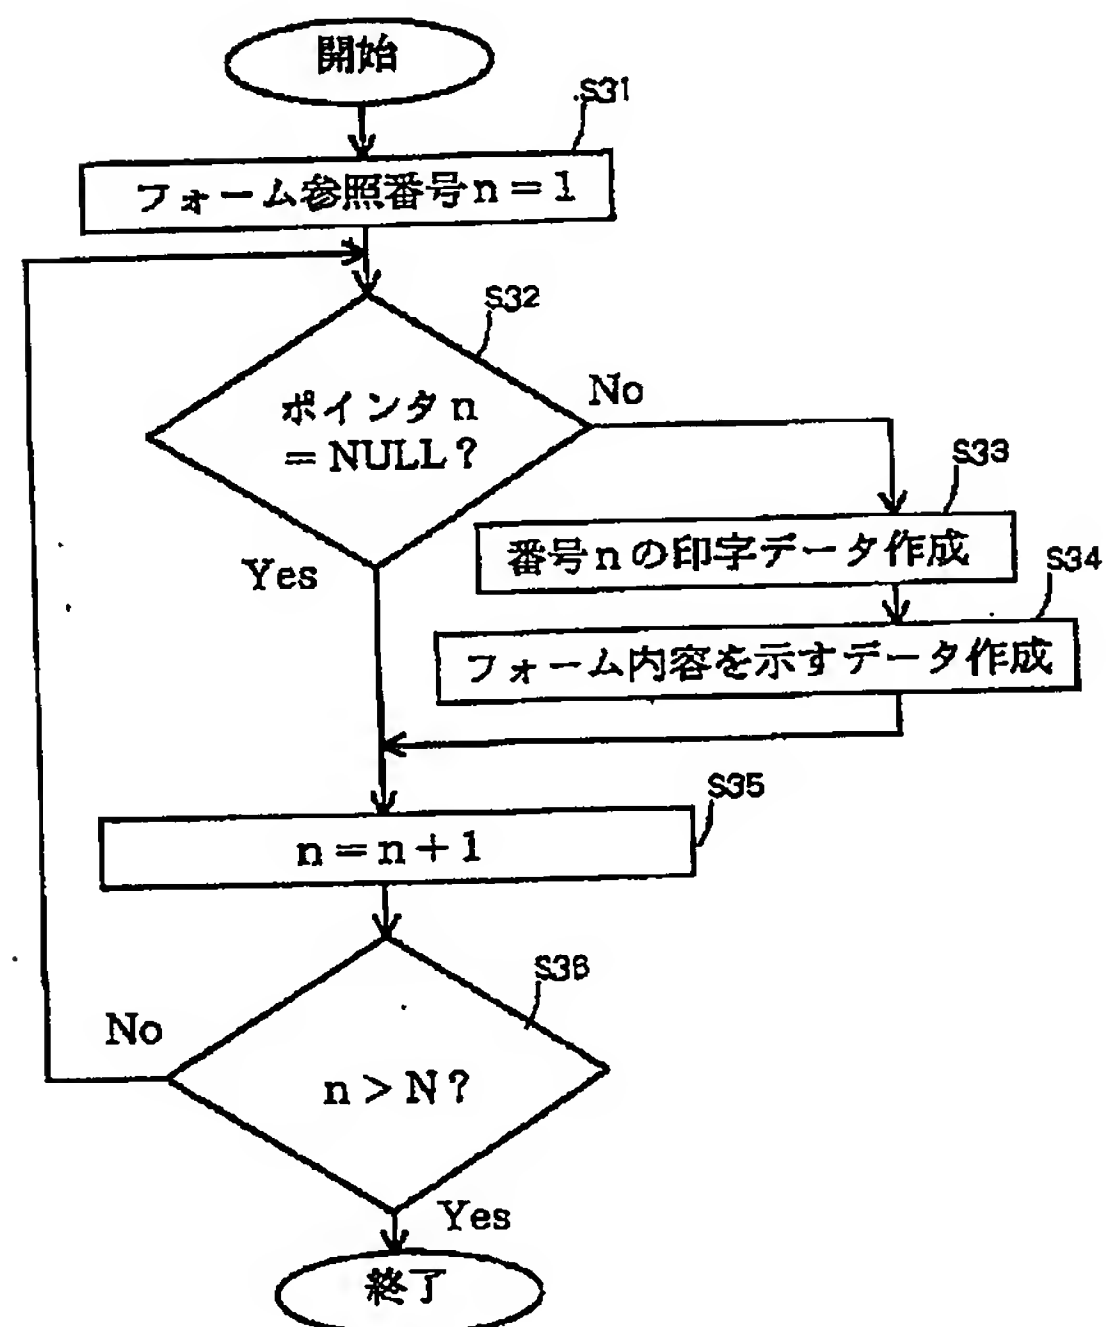 開始
S31
フォーム参照番号n=1
S32
ポインタn
=NULL?
No
Yes
S33
番号nの印字データ作成
S34
フォーム内容を示すデータ作成
S35
n=n+1
S36
No
n>N?
Yes
終了